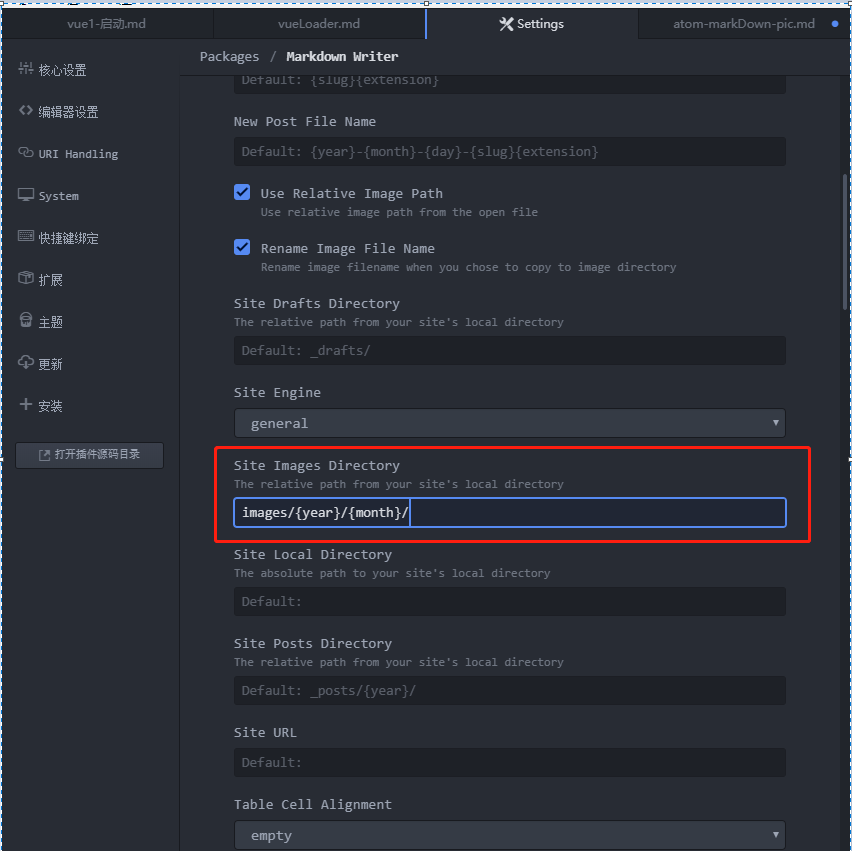 vue1-启动.md
vueLoader.md
Settings
atom-markDown-pic.md
Packages / Markdown Writer
核心设置
编辑器设置
URI Handling
System
快捷键绑定
扩展
主题
更新
安装
打开插件源码目录
Default: {slug}{extension}
New Post File Name
Default: {year}-{month}-{day}-{slug}{extension}
Use Relative Image Path
Use relative image path from the open file
Rename Image File Name
Rename image filename when you chose to copy to image directory
Site Drafts Directory
The relative path from your site's local directory
Default: _drafts/
Site Engine
general
Site Images Directory
The relative path from your site's local directory
images/{year}/{month}/
Site Local Directory
The absolute path to your site's local directory
Default:
Site Posts Directory
The relative path from your site's local directory
Default: _posts/{year}/
Site URL
Default:
Table Cell Alignment
empty